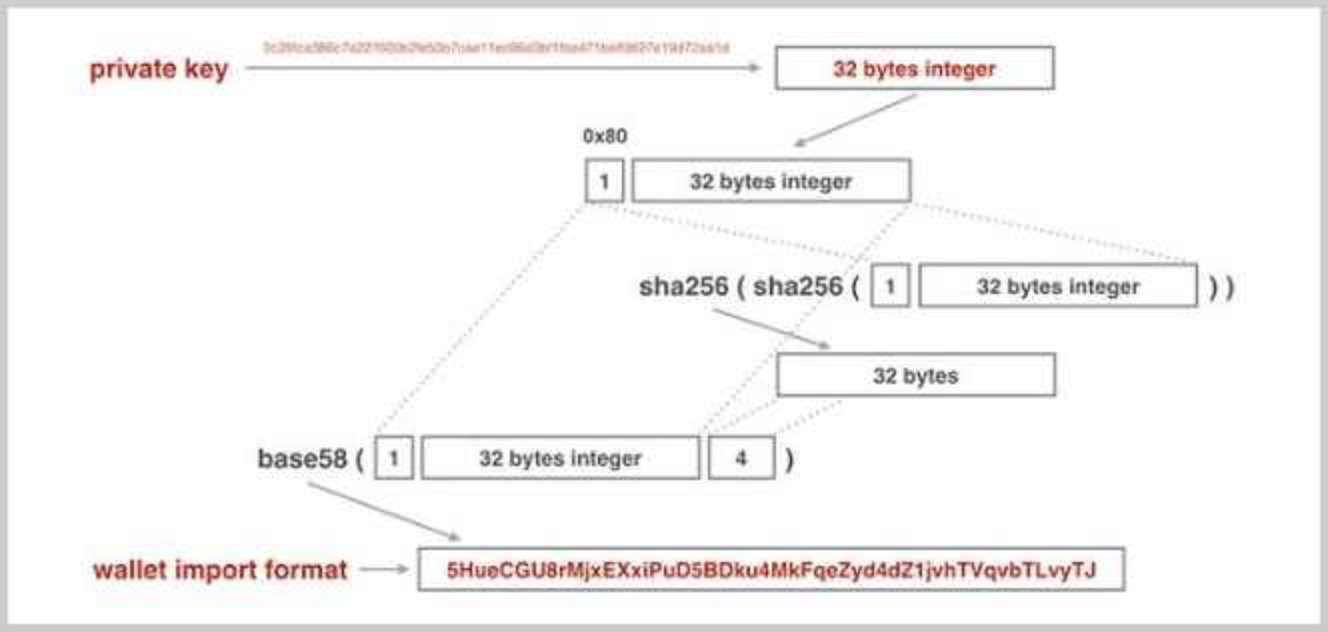 private key
32 bytes integer
0x80
1 32 bytes integer
sha256 ( sha256 ( 1 32 bytes integer ) )
32 bytes
base58 ( 1 32 bytes integer 4 )
wallet import format 5HueCGU8rMjxEXxiPuD5BDku4MkFqeZyd4dZ1jvhTVqvbTLvyTJ